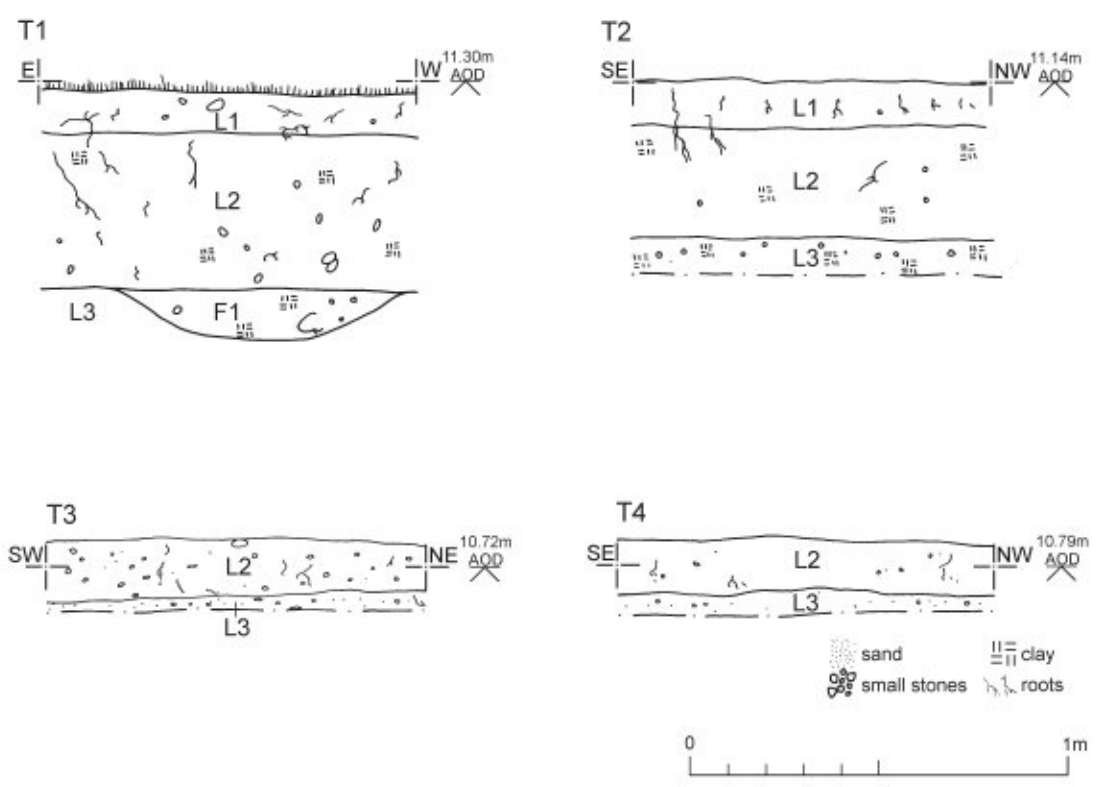 T1
E
W
11.30m
AOD
L1
L2
L3
F1
T2
SE
NW
11.14m
AOD
L1
L2
L3
T3
SW
NE
10.72m
AOD
L2
L3
T4
SE
NW
10.79m
AOD
L2
L3
sand
clay
small stones
roots
0
1m